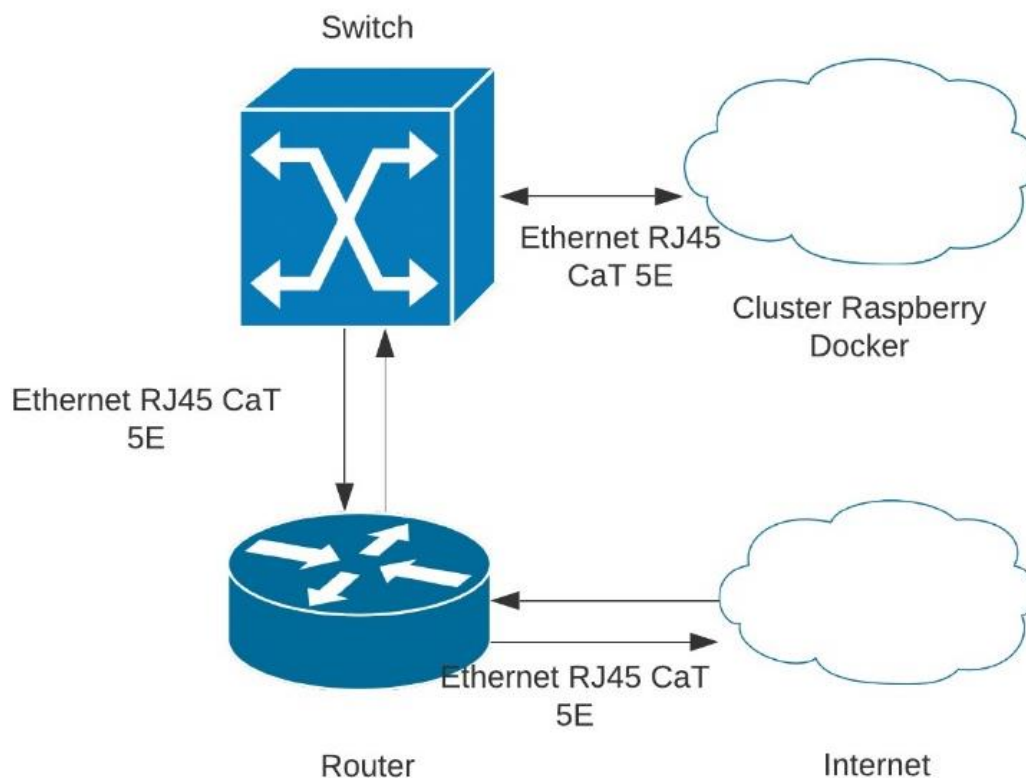 Switch
Ethernet RJ45
CaT 5E
Cluster Raspberry
Docker
Ethernet RJ45 CaT
5E
Ethernet RJ45 CaT
5E
Router
Internet